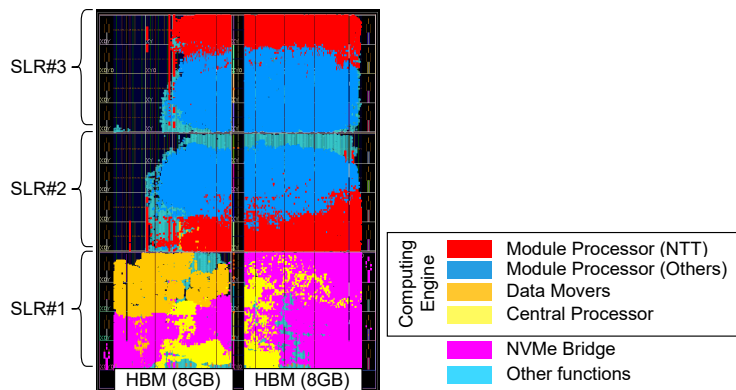 SLR#3
SLR#2
SLR#1
HBM (8GB)
HBM (8GB)
Computing
Engine
Module Processor (NTT)
Module Processor (Others)
Data Movers
Central Processor
NVMe Bridge
Other functions